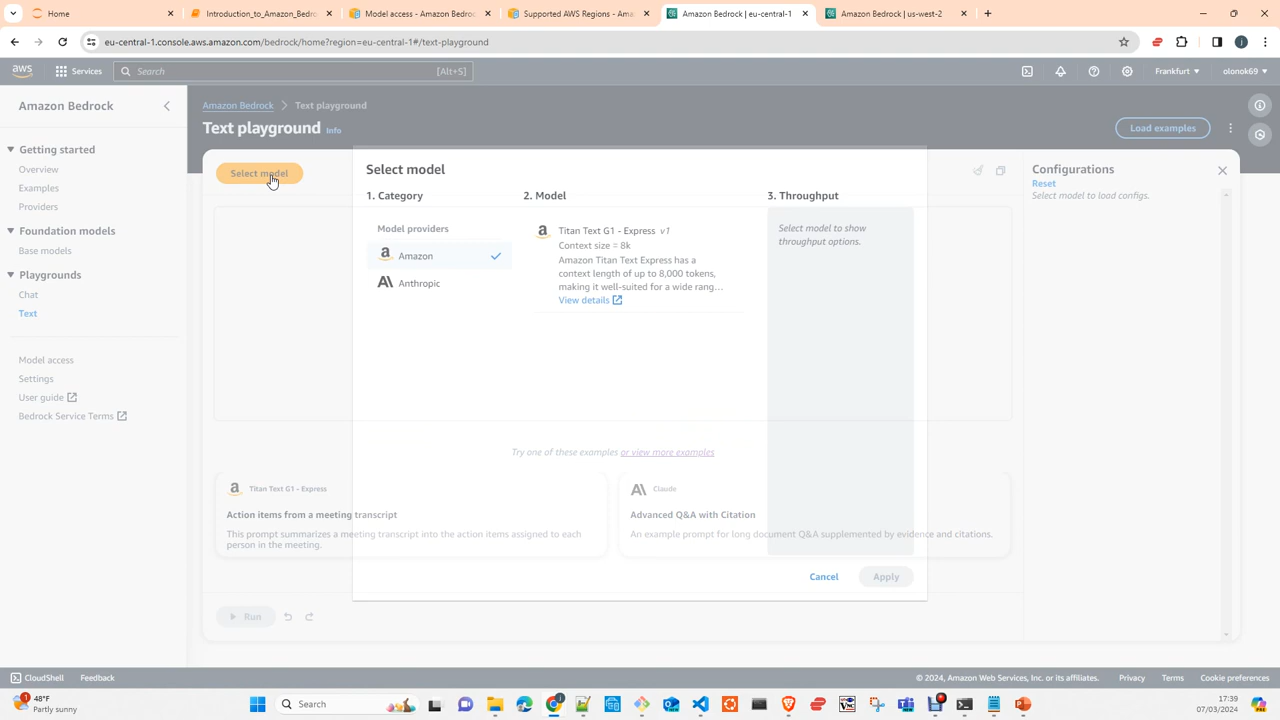 Home
Introduction_to_Amazon_Bedro
Model access - Amazon Bedroc
Supported AWS Regions - Ama
Amazon Bedrock | eu-central-1
Amazon Bedrock | us-west-2
eu-central-1.console.aws.amazon.com/bedrock/home?region=eu-central-1#/text-playground
aws
Services
Search
[Alt+S]
Frankfurt
olonok69
Amazon Bedrock
Getting started
Overview
Examples
Providers
Foundation models
Base models
Playgrounds
Chat
Text
Model access
Settings
User guide
Bedrock Service Terms
Amazon Bedrock > Text playground
Text playground Info
Load examples
Select model
Select model
1. Category
Model providers
Amazon
Anthropic
2. Model
Titan Text G1 - Express v1
Context size = 8k
Amazon Titan Text Express has a
context length of up to 8,000 tokens,
making it well-suited for a wide rang...
View details
3. Throughput
Select model to show
throughput options.
Cancel
Apply
Configurations
Reset
Select model to load configs.
Try one of these examples or view more examples
Titan Text G1 - Express
Action items from a meeting transcript
This prompt summarizes a meeting transcript into the action items assigned to each
person in the meeting.
Claude
Advanced Q&A with Citation
An example prompt for long document Q&A supplemented by evidence and citations.
Run
CloudShell
Feedback
© 2024, Amazon Web Services, Inc. or its affiliates.
Privacy
Terms
Cookie preferences
1
48°F
Partly sunny
Search
17:39
07/03/2024